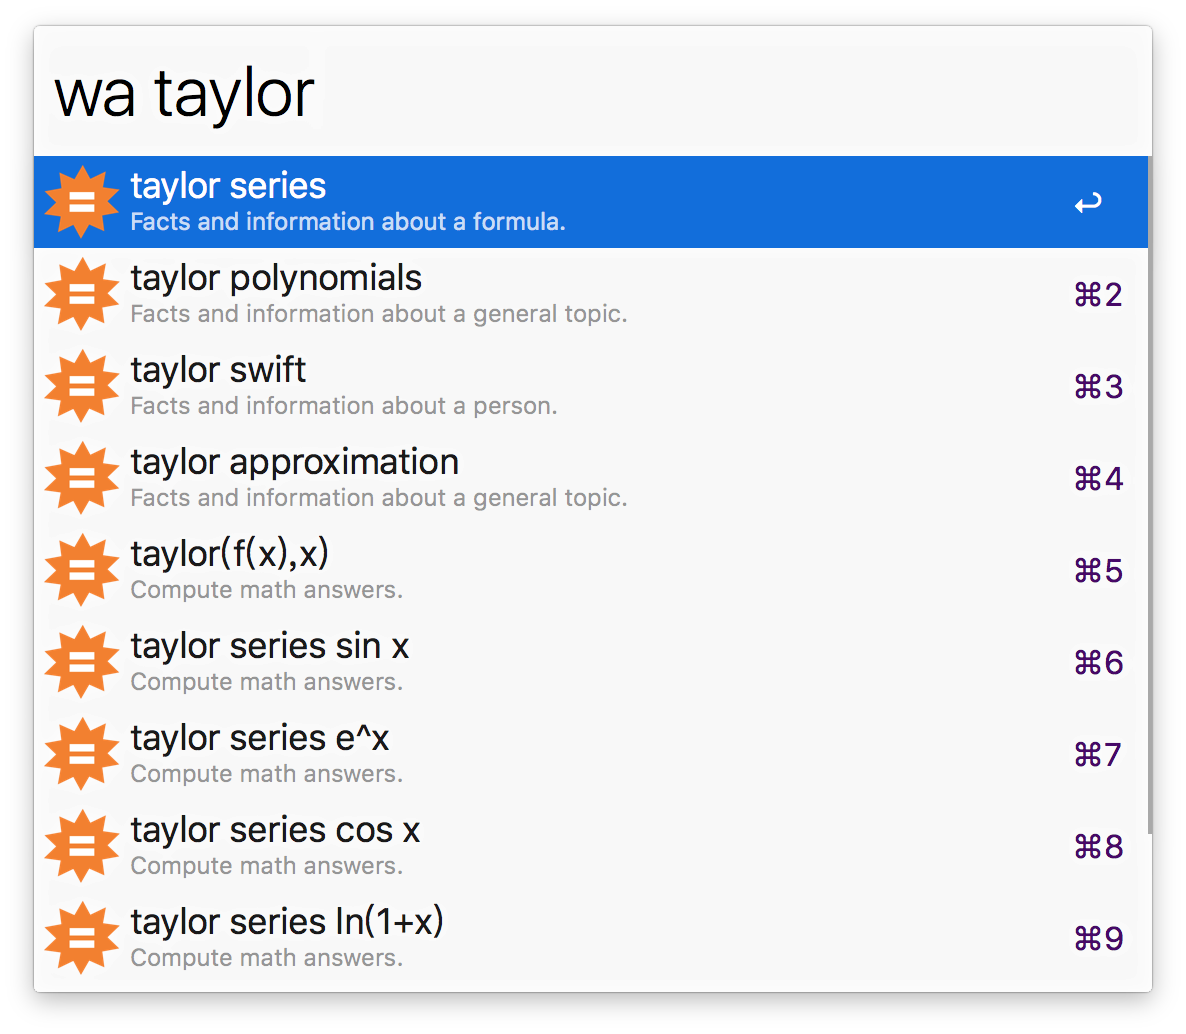 wa taylor
taylor series
Facts and information about a formula.
↩
taylor polynomials
Facts and information about a general topic.
⌘2
taylor swift
Facts and information about a person.
⌘3
taylor approximation
Facts and information about a general topic.
⌘4
taylor(f(x),x)
Compute math answers.
⌘5
taylor series sin x
Compute math answers.
⌘6
taylor series e^x
Compute math answers.
⌘7
taylor series cos x
Compute math answers.
⌘8
taylor series ln(1+x)
Compute math answers.
⌘9